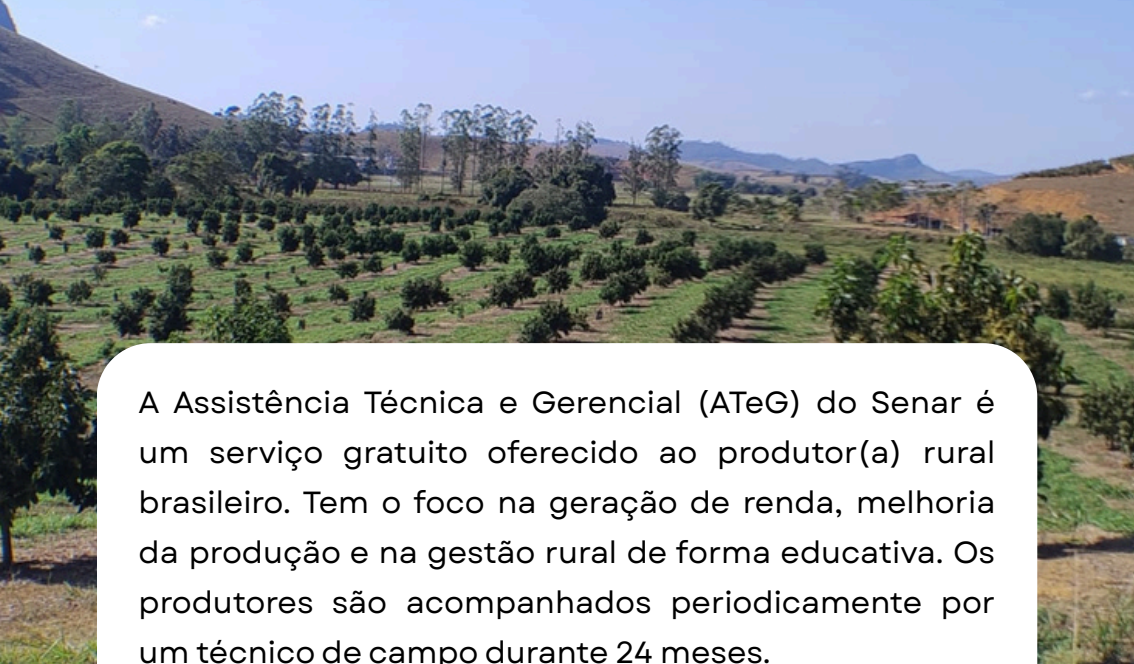 A Assistência Técnica e Gerencial (ATeG) do Senar é
um serviço gratuito oferecido ao produtor(a) rural
brasileiro. Tem o foco na geração de renda, melhoria
da produção e na gestão rural de forma educativa. Os
produtores são acompanhados periodicamente por
um técnico de campo durante 24 meses.